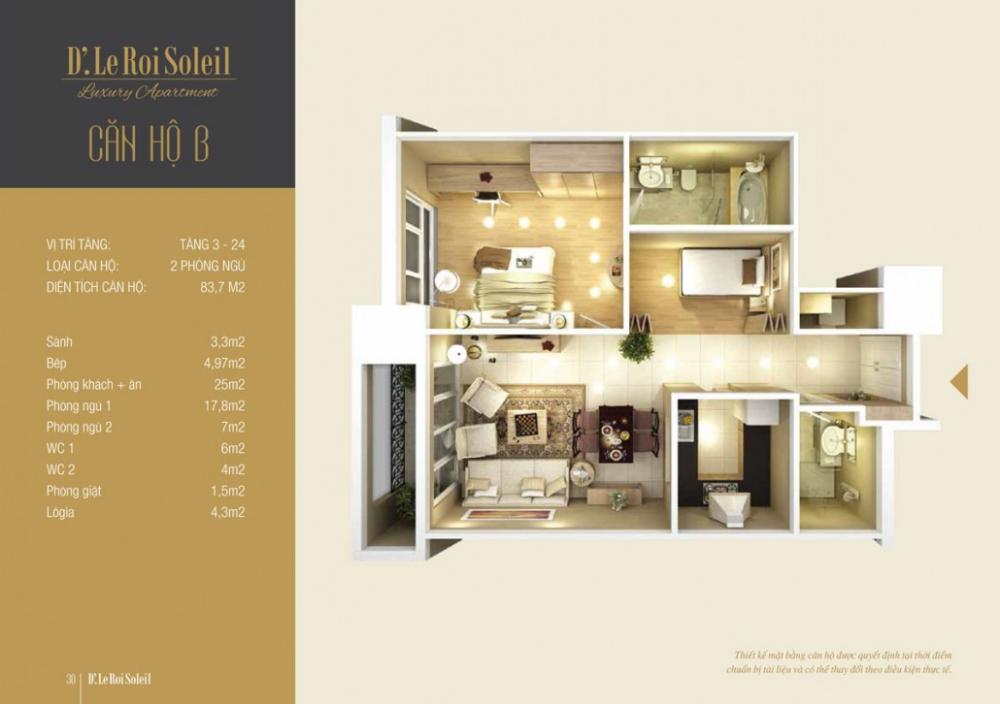 D'. Le Roi Soleil
Luxury Apartment
CĂN HỘ B
VỊ TRÍ TẦNG: TẦNG 3 - 24
LOẠI CĂN HỘ: 2 PHÒNG NGỦ
DIỆN TÍCH CĂN HỘ: 83,7 M2
Sảnh 3,3m2
Bếp 4,97m2
Phòng khách + ăn 25m2
Phòng ngủ 1 17,8m2
Phòng ngủ 2 7m2
WC 1 6m2
WC 2 4m2
Phòng giặt 1,5m2
Lôgia 4,3m2
Thiết kế mặt bằng căn hộ được quyết định tại thời điểm
chuẩn bị tài liệu và có thể thay đổi theo điều kiện thực tế.
30 D'. Le Roi Soleil